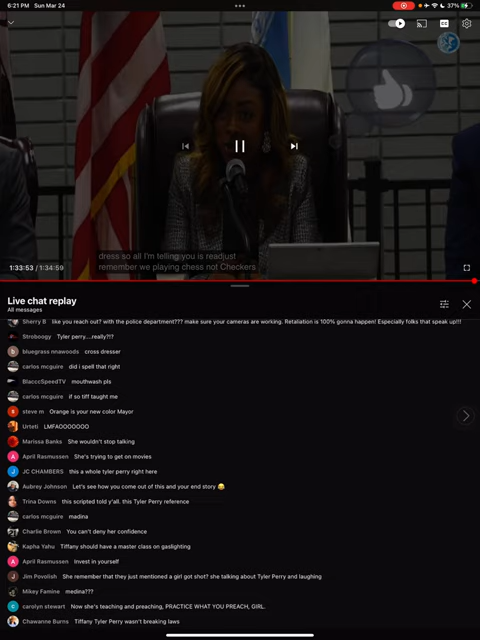 6:21 PM Sun Mar 24
37%
CC
dress so all I'm telling you is readjust
remember we playing chess not Checkers
1:33:53 / 1:34:59
Live chat replay
All messages
Sherry B like you reach out? with the police department??? make sure your cameras are working. Retaliation is 100% gonna happen! Especially folks that speak up!!!
Stroboogy Tyler perry....really?!?
bluegrass nnawoods cross dresser
carlos mcguire did i spell that right
BlacccSpeedTV mouthwash pls
carlos mcguire if so tiff taught me
steve m Orange is your new color Mayor
Urteti LMFAOOOOOOO
Marissa Banks She wouldn't stop talking
April Rasmussen She's trying to get on movies
JC CHAMBERS this a whole tyler perry right here
Aubrey Johnson Let's see how you come out of this and your end story 😂
Trina Downs this scripted told y'all. this Tyler Perry reference
carlos mcguire madina
Charlie Brown You can't deny her confidence
Kapha Yahu Tiffany should have a master class on gaslighting
April Rasmussen Invest in yourself
Jim Povolish She remember that they just mentioned a girl got shot? she talking about Tyler Perry and laughing
Mikey Famine medina???
carolyn stewart Now she's teaching and preaching, PRACTICE WHAT YOU PREACH, GIRL.
Chawanne Burns Tiffany Tyler Perry wasn't breaking laws